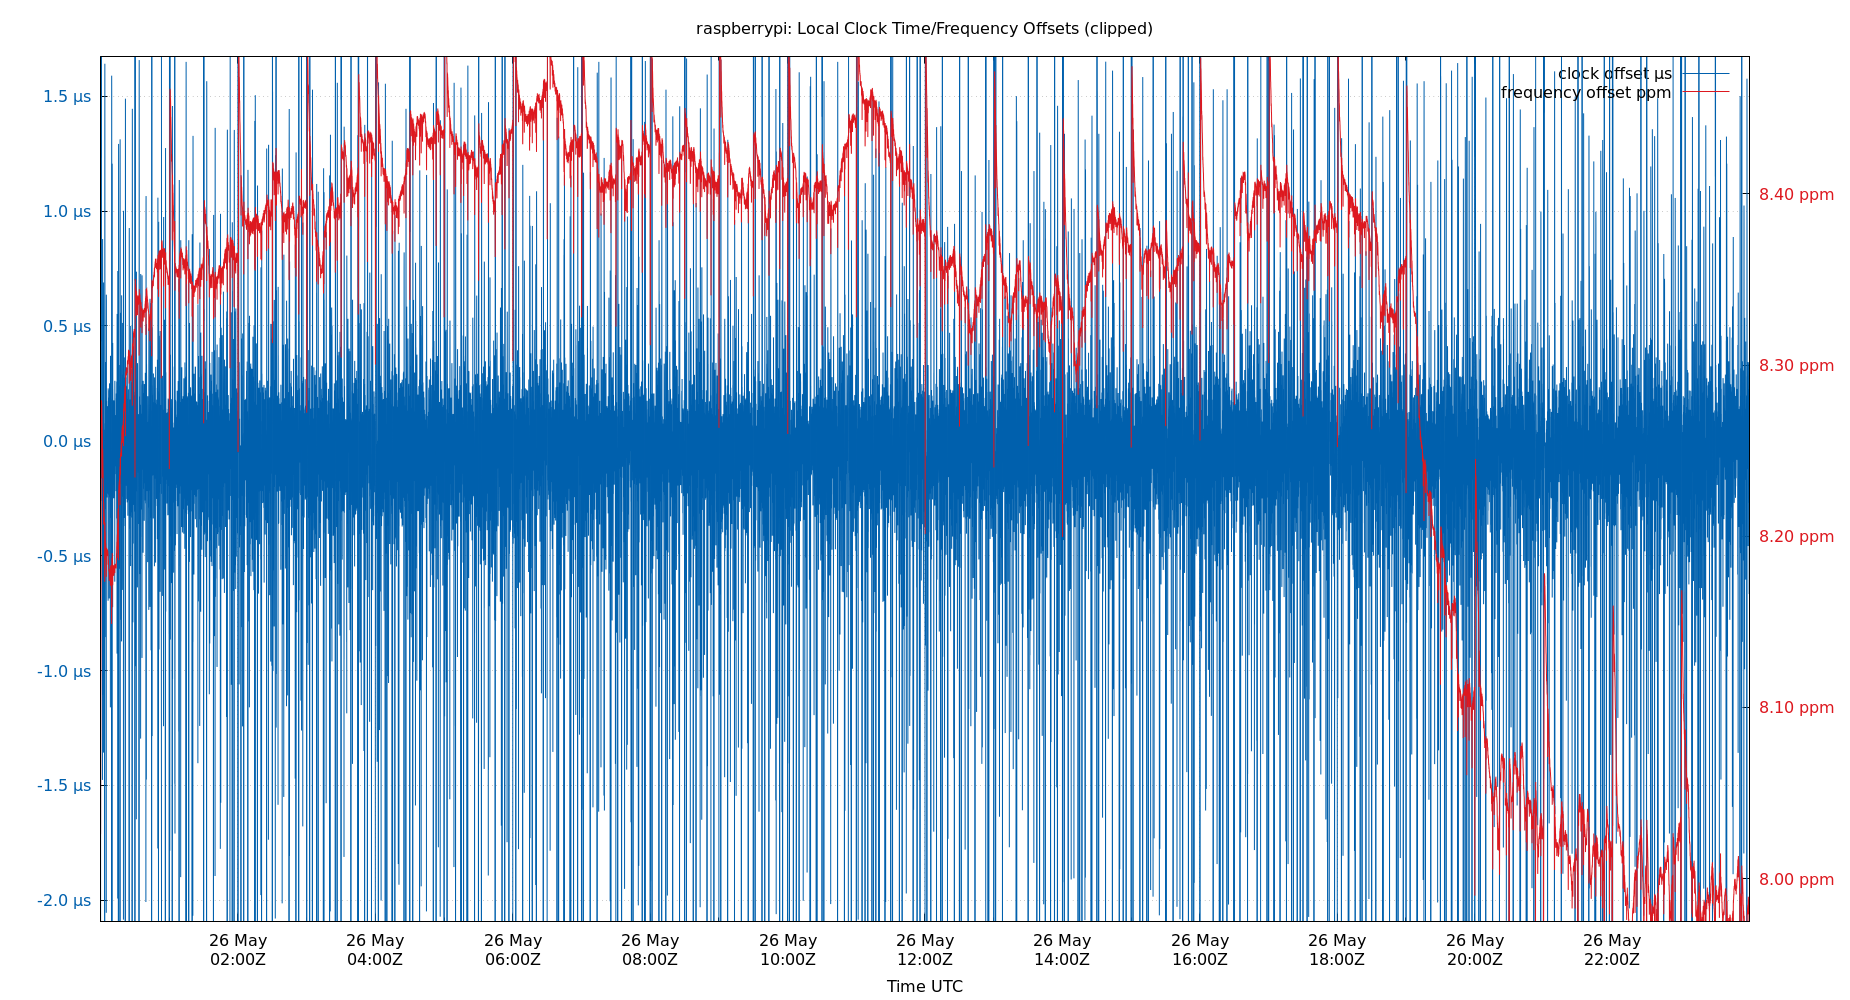 raspberrypi: Local Clock Time/Frequency Offsets (clipped)
clock offset µs
frequency offset ppm
1.5 µs
1.0 µs
0.5 µs
0.0 µs
-0.5 µs
-1.0 µs
-1.5 µs
-2.0 µs
8.40 ppm
8.30 ppm
8.20 ppm
8.10 ppm
8.00 ppm
26 May 26 May 26 May 26 May 26 May 26 May 26 May 26 May 26 May 26 May 26 May
02:00Z 04:00Z 06:00Z 08:00Z 10:00Z 12:00Z 14:00Z 16:00Z 18:00Z 20:00Z 22:00Z
Time UTC